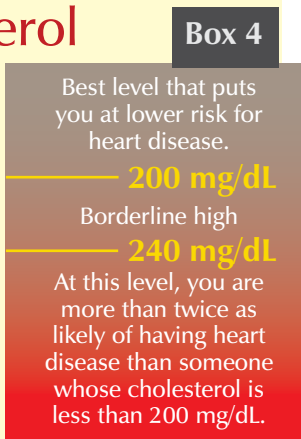 erol
Box 4
Best level that puts
you at lower risk for
heart disease.
200 mg/dL
Borderline high
240 mg/dL
At this level, you are
more than twice as
likely of having heart
disease than someone
whose cholesterol is
less than 200 mg/dL.